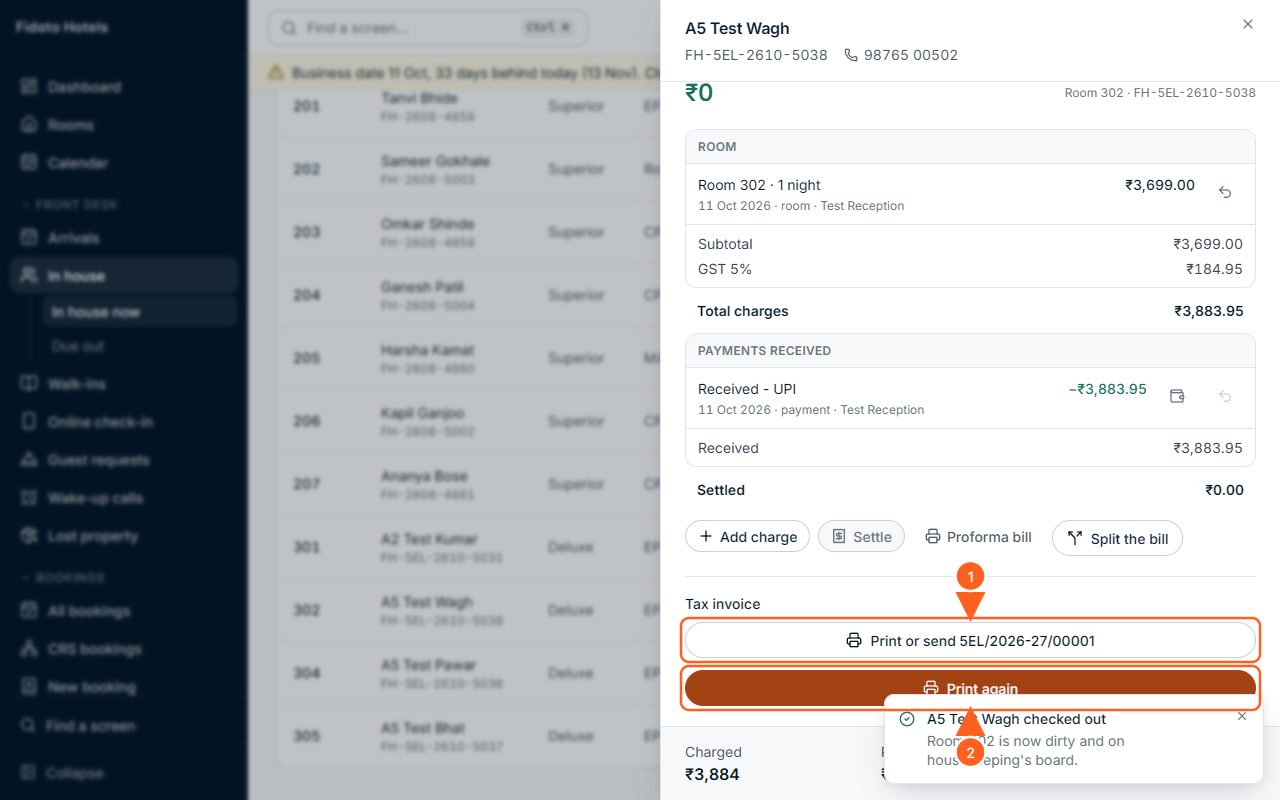 Fidato Hotels
Find a screen...
Ctrl K
Business date 11 Oct, 33 days behind today (13 Nov).
Dashboard
Rooms
Calendar
FRONT DESK
Arrivals
In house
In house now
Due out
Walk-ins
Online check-in
Guest requests
Wake-up calls
Lost property
BOOKINGS
All bookings
CRS bookings
New booking
Find a screen
Collapse
201 Tanvi Bhide Superior
FH-2608-4858
202 Sameer Gokhale Superior
FH-2608-5003
203 Omkar Shinde Superior
FH-2608-4859
204 Ganesh Patil Superior
FH-2608-5004
205 Harsha Kamat Superior
FH-2608-4860
206 Kapil Ganjoo Superior
FH-2608-5002
207 Ananya Bose Superior
FH-2608-4861
301 A2 Test Kumar Deluxe
FH-5EL-2610-5031
302 A5 Test Wagh Deluxe
FH-5EL-2610-5038
304 A5 Test Pawar Deluxe
FH-5EL-2610-5036
305 A5 Test Bhat Deluxe
FH-5EL-2610-5037
A5 Test Wagh
FH-5EL-2610-5038 98765 00502
₹0 Room 302 · FH-5EL-2610-5038
ROOM
Room 302 · 1 night ₹3,699.00
11 Oct 2026 · room · Test Reception
Subtotal ₹3,699.00
GST 5% ₹184.95
Total charges ₹3,883.95
PAYMENTS RECEIVED
Received - UPI −₹3,883.95
11 Oct 2026 · payment · Test Reception
Received ₹3,883.95
Settled ₹0.00
Add charge Settle Proforma bill Split the bill
1
Tax invoice
Print or send 5EL/2026-27/00001
Print again
A5 Test Wagh checked out
2
Charged
₹3,884
is now dirty and on
board.